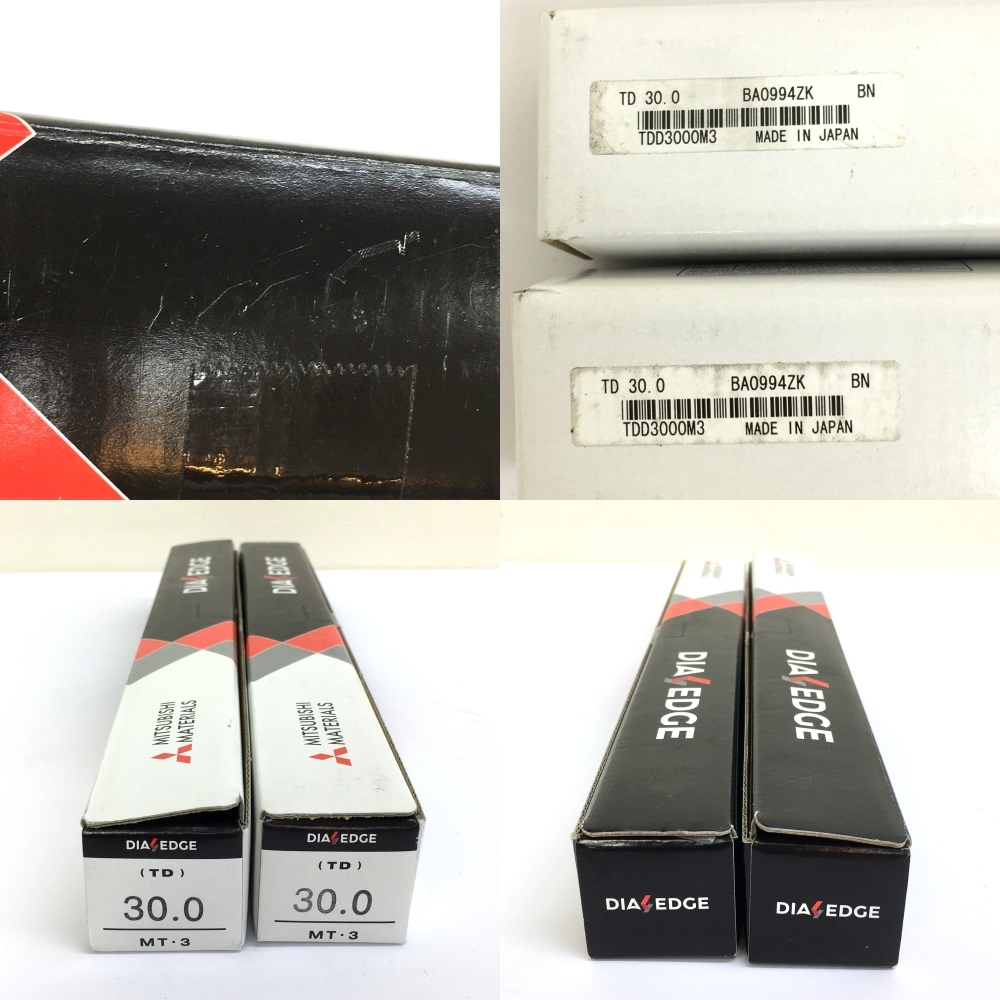 TD 30.0 BA0994ZK BN
TDD3000M3 MADE IN JAPAN
TD 30.0 BA0994ZK BN
TDD3000M3 MADE IN JAPAN
DIAEDGE
MITSUBISHI
MATERIALS
DIAEDGE
(TD)
30.0
MT·3
DIAEDGE
MITSUBISHI
MATERIALS
DIAEDGE
(TD)
30.0
MT·3
DIAEDGE
DIAEDGE
DIAEDGE
DIAEDGE